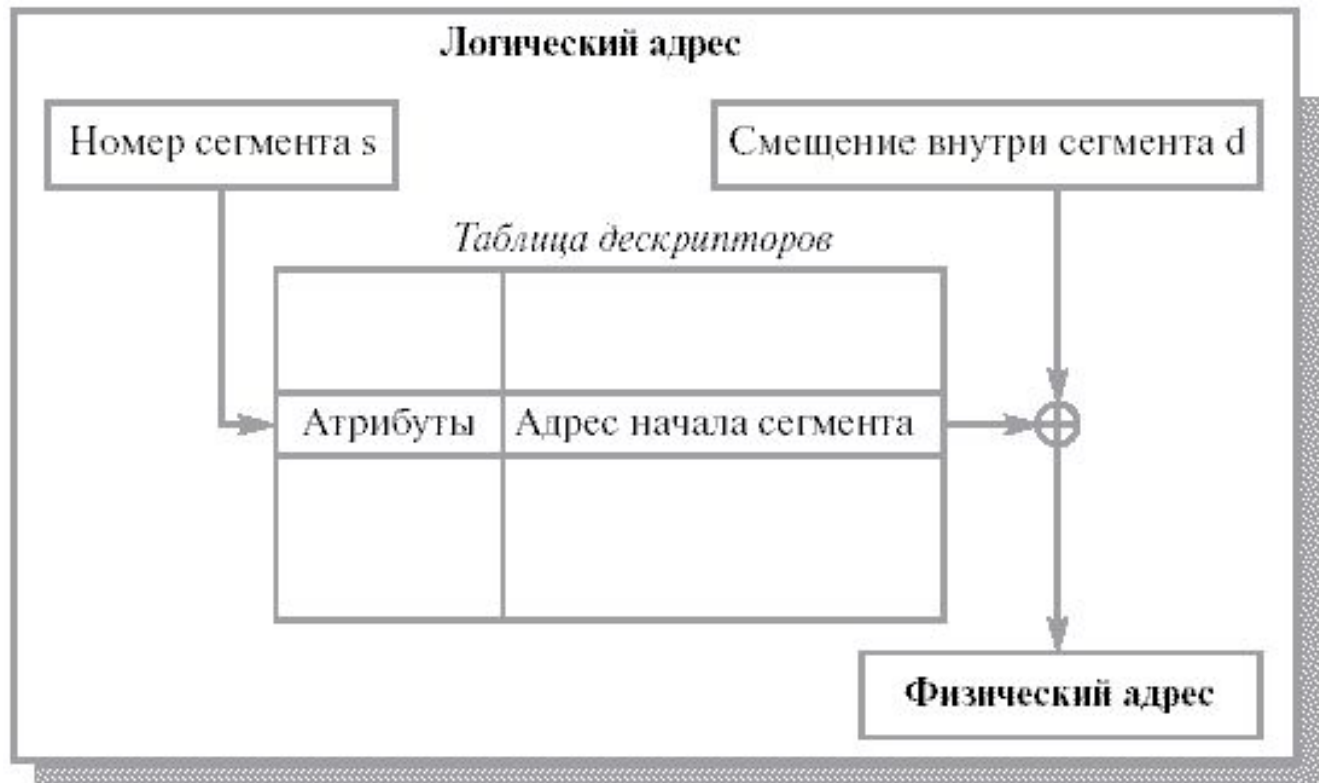 Логический адрес
Номер сегмента s
Смещение внутри сегмента d
Таблица дескрипторов
Атрибуты
Адрес начала сегмента
Физический адрес